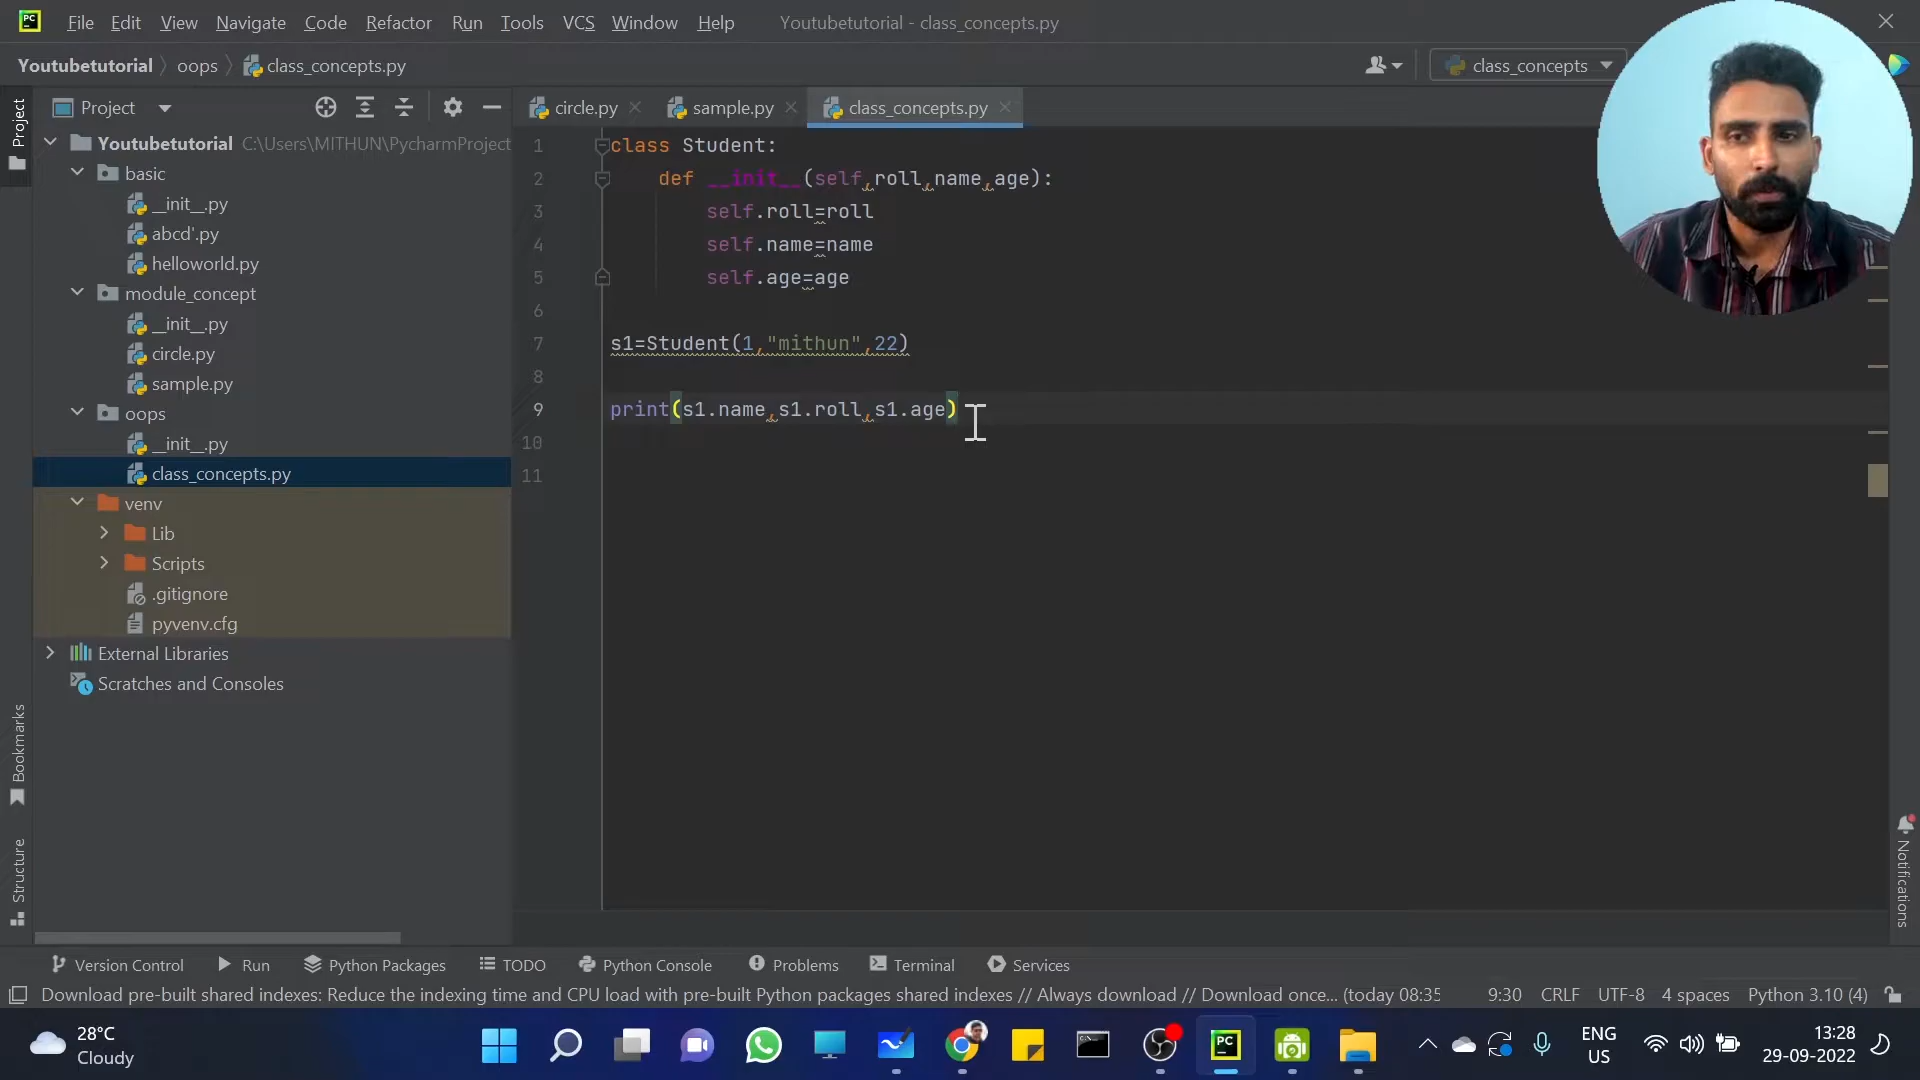 File Edit View Navigate Code Refactor Run Tools VCS Window Help Youtubetutorial - class_concepts.py
Youtubetutorial oops class_concepts.py class_concepts
Project circle.py sample.py class_concepts.py
Project
Youtubetutorial C:\Users\MITHUN\PycharmProject
basic
__init__.py
abcd'.py
helloworld.py
module_concept
__init__.py
circle.py
sample.py
oops
__init__.py
class_concepts.py
venv
Lib
Scripts
.gitignore
pyvenv.cfg
External Libraries
Scratches and Consoles
Bookmarks
Structure
1 class Student:
2 def __init__(self,roll,name,age):
3 self.roll=roll
4 self.name=name
5 self.age=age
6
7 s1=Student(1,"mithun",22)
8
9 print(s1.name,s1.roll,s1.age)
10
11
Notifications
Version Control Run Python Packages TODO Python Console Problems Terminal Services
Download pre-built shared indexes: Reduce the indexing time and CPU load with pre-built Python packages shared indexes // Always download // Download once... (today 08:35 9:30 CRLF UTF-8 4 spaces Python 3.10 (4)
28°C
Cloudy
ENG
US
13:28
29-09-2022